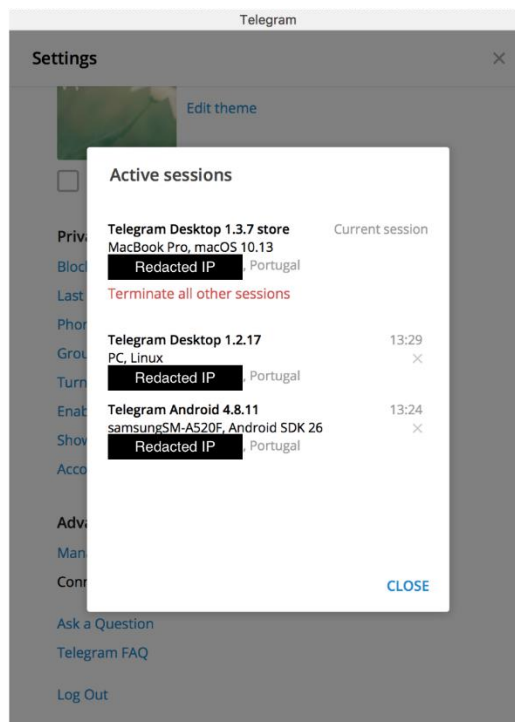 Telegram
Settings
Edit theme
Active sessions
Telegram Desktop 1.3.7 store Current session
MacBook Pro, macOS 10.13
Redacted IP , Portugal
Terminate all other sessions
Telegram Desktop 1.2.17 13:29
PC, Linux
Redacted IP , Portugal
Telegram Android 4.8.11 13:24
samsungSM-A520F, Android SDK 26
Redacted IP , Portugal
CLOSE
Ask a Question
Telegram FAQ
Log Out